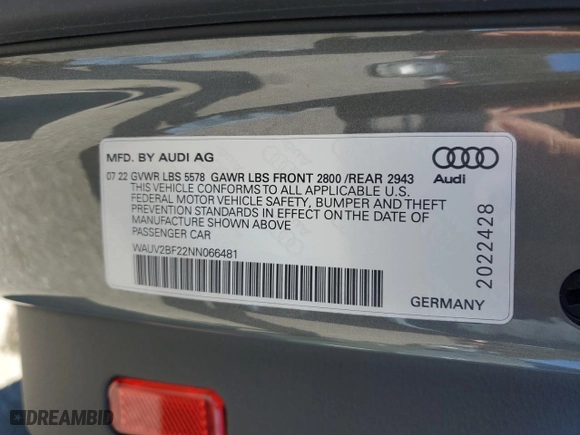 MFD. BY AUDI AG
07 22 GVWR LBS 5578 GAWR LBS FRONT 2800 /REAR 2943
THIS VEHICLE CONFORMS TO ALL APPLICABLE U.S.
FEDERAL MOTOR VEHICLE SAFETY, BUMPER AND THEFT
PREVENTION STANDARDS IN EFFECT ON THE DATE OF
MANUFACTURE SHOWN ABOVE
PASSENGER CAR
WAUV2BF22NN066481
Audi
2022428
GERMANY
DREAMBID